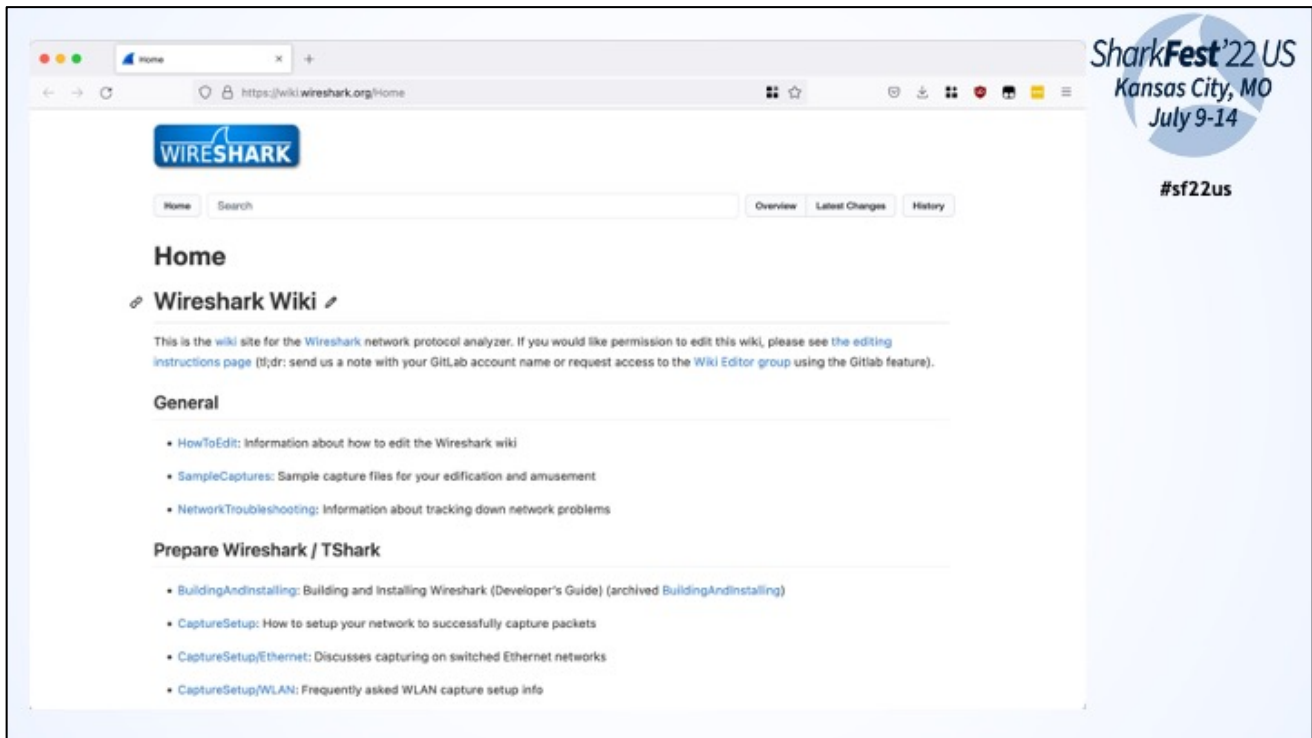 Home
https://wiki.wireshark.org/Home
SharkFest'22 US
Kansas City, MO
July 9-14
#sf22us
WIRESHARK
Home
Search
Overview
Latest Changes
History
Home
Wireshark Wiki
This is the wiki site for the Wireshark network protocol analyzer. If you would like permission to edit this wiki, please see the editing
instructions page (tl;dr: send us a note with your GitLab account name or request access to the Wiki Editor group using the Gitlab feature).
General
• HowToEdit: Information about how to edit the Wireshark wiki
• SampleCaptures: Sample capture files for your edification and amusement
• NetworkTroubleshooting: Information about tracking down network problems
Prepare Wireshark / TShark
• BuildingAndInstalling: Building and Installing Wireshark (Developer's Guide) (archived BuildingAndInstalling)
• CaptureSetup: How to setup your network to successfully capture packets
• CaptureSetup/Ethernet: Discusses capturing on switched Ethernet networks
• CaptureSetup/WLAN: Frequently asked WLAN capture setup info